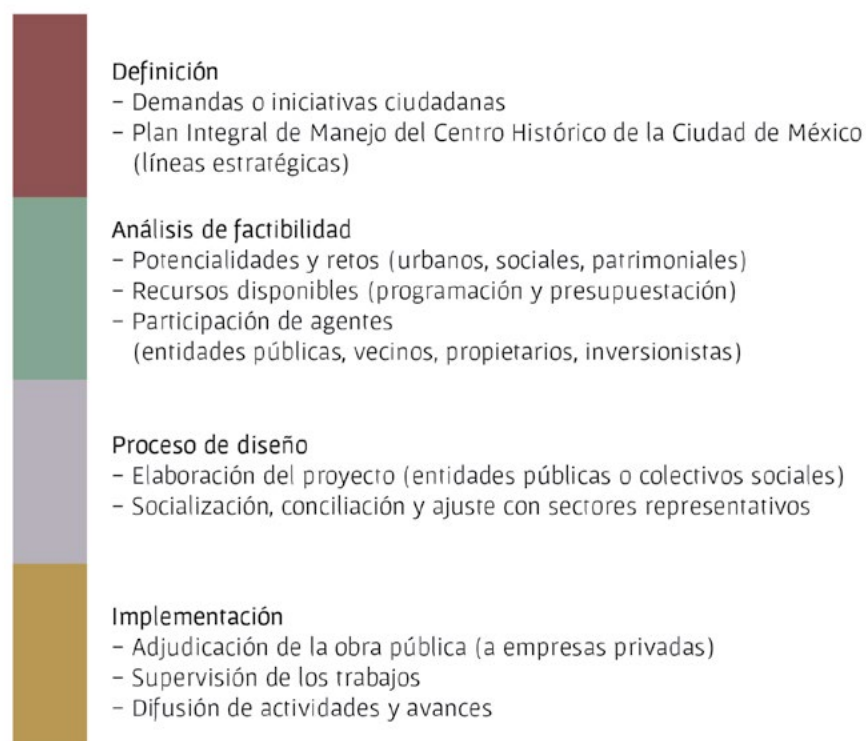 Definición
– Demandas o iniciativas ciudadanas
– Plan Integral de Manejo del Centro Histórico de la Ciudad de México
(líneas estratégicas)
Análisis de factibilidad
– Potencialidades y retos (urbanos, sociales, patrimoniales)
– Recursos disponibles (programación y presupuestación)
– Participación de agentes
(entidades públicas, vecinos, propietarios, inversionistas)
Proceso de diseño
– Elaboración del proyecto (entidades públicas o colectivos sociales)
– Socialización, conciliación y ajuste con sectores representativos
Implementación
– Adjudicación de la obra pública (a empresas privadas)
– Supervisión de los trabajos
– Difusión de actividades y avances